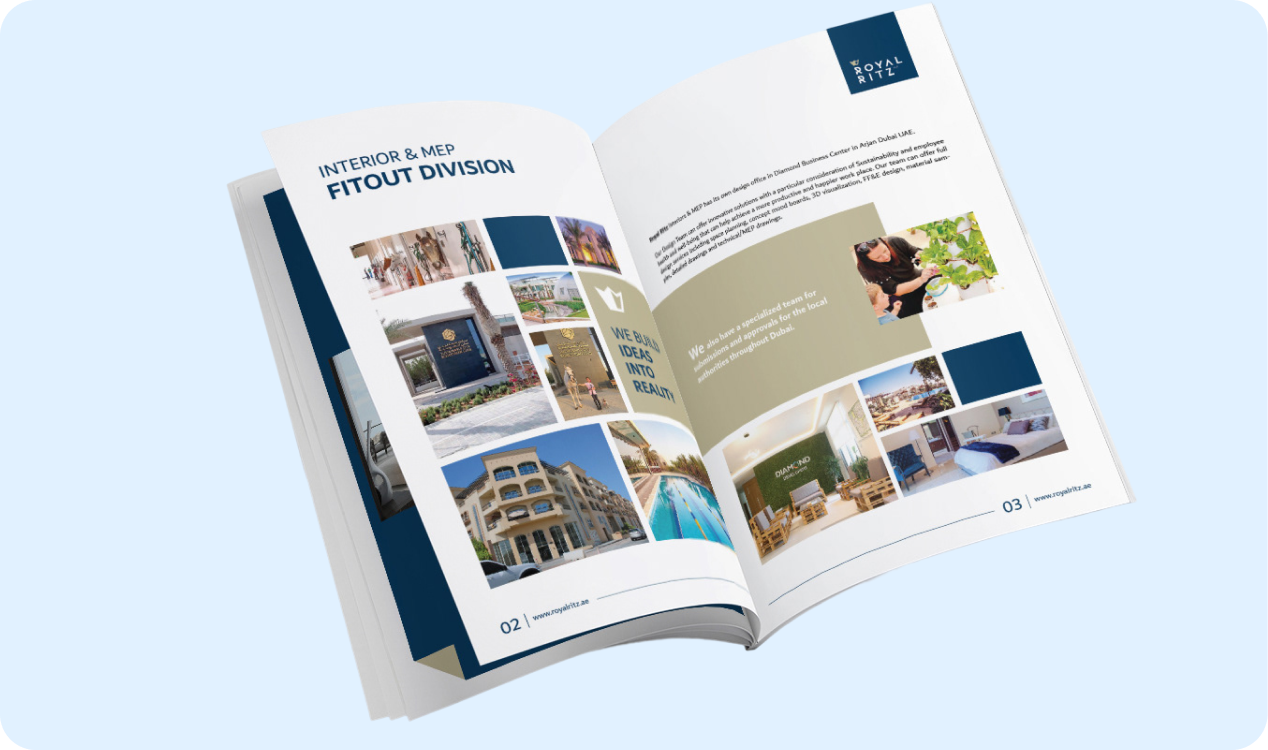 INTERIOR & MEP
FITOUT DIVISION
WE BUILD
IDEAS
INTO
REALITY
02 | www.royalritz.ae
ROYAL
RITZ
Royal Ritz Interiors & MEP has its own design office in Diamond Business Center in Arjan Dubai UAE.
Our Design Team can offer innovative solutions with a particular consideration of Sustainability and employee
health and well-being that can help achieve a more productive and happier work place. Our team can offer full
design services including space planning, concept mood boards, 3D visualization, FF&E design, material sam-
ples, detailed drawings and technical/MEP drawings.
We also have a specialized team for
submissions and approvals for the local
authorities throughout Dubai.
DIAMOND
03 | www.royalritz.ae